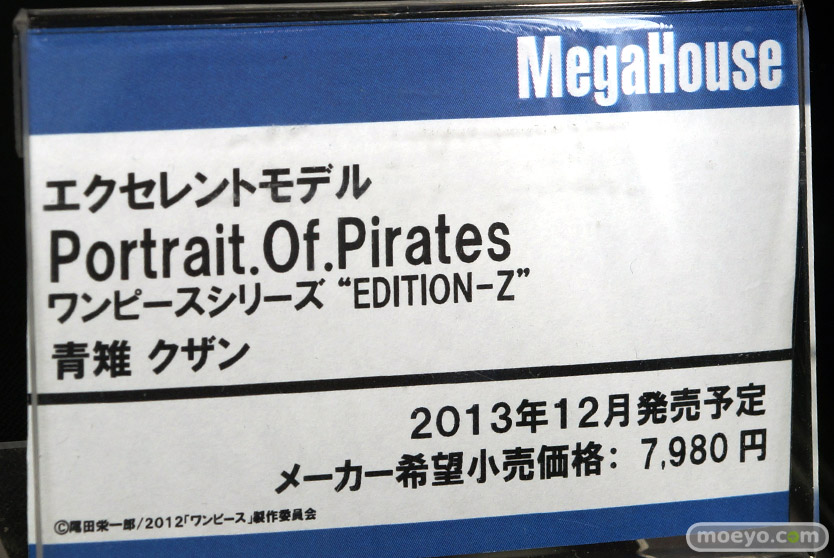 MegaHouse
エクセレントモデル
Portrait.Of.Pirates
ワンピースシリーズ “EDITION-Z”
青雉 クザン
2013年12月発売予定
メーカー希望小売価格: 7,980 円
©尾田栄一郎/2012「ワンピース」製作委員会
moeyo.com